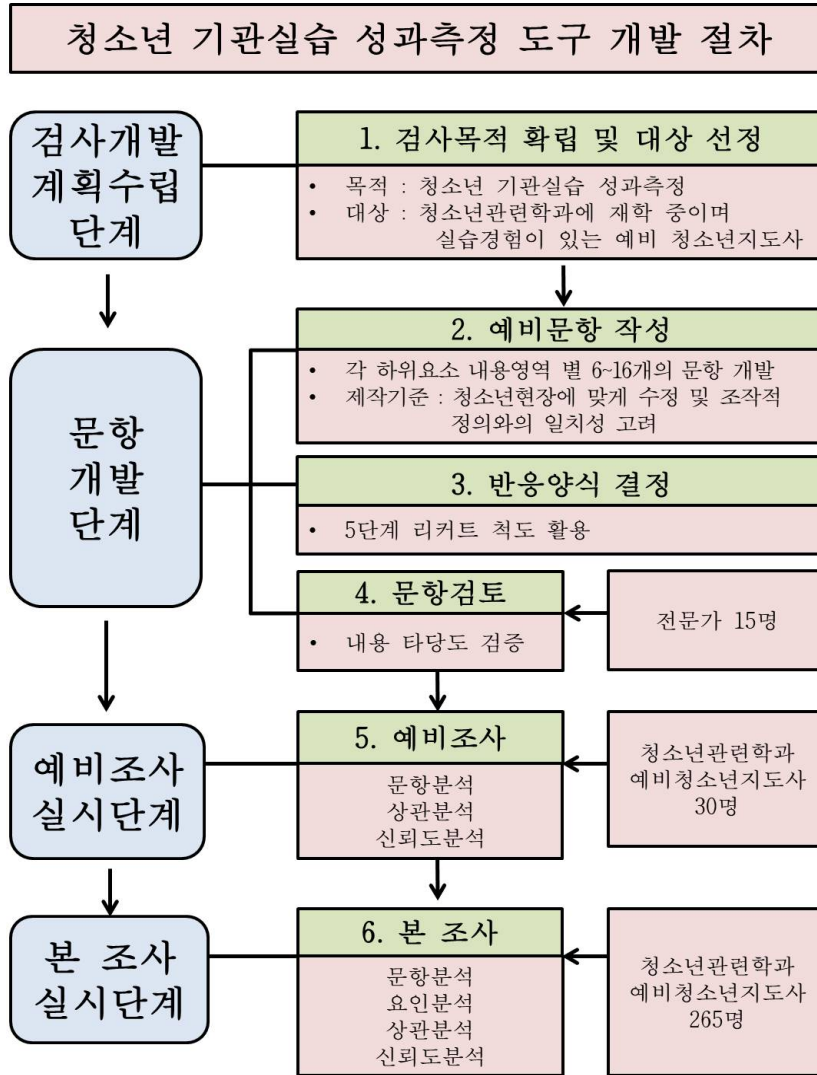 청소년 기관실습 성과측정 도구 개발 절차
검사개발
계획수립
단계
1. 검사목적 확립 및 대상 선정
• 목적 : 청소년 기관실습 성과측정
• 대상 : 청소년관련학과에 재학 중이며
실습경험이 있는 예비 청소년지도사
문항
개발
단계
2. 예비문항 작성
• 각 하위요소 내용영역 별 6~16개의 문항 개발
• 제작기준 : 청소년현장에 맞게 수정 및 조작적
정의와의 일치성 고려
3. 반응양식 결정
• 5단계 리커트 척도 활용
4. 문항검토
• 내용 타당도 검증
전문가 15명
예비조사
실시단계
5. 예비조사
문항분석
상관분석
신뢰도분석
청소년관련학과
예비청소년지도사
30명
본 조사
실시단계
6. 본 조사
문항분석
요인분석
상관분석
신뢰도분석
청소년관련학과
예비청소년지도사
265명